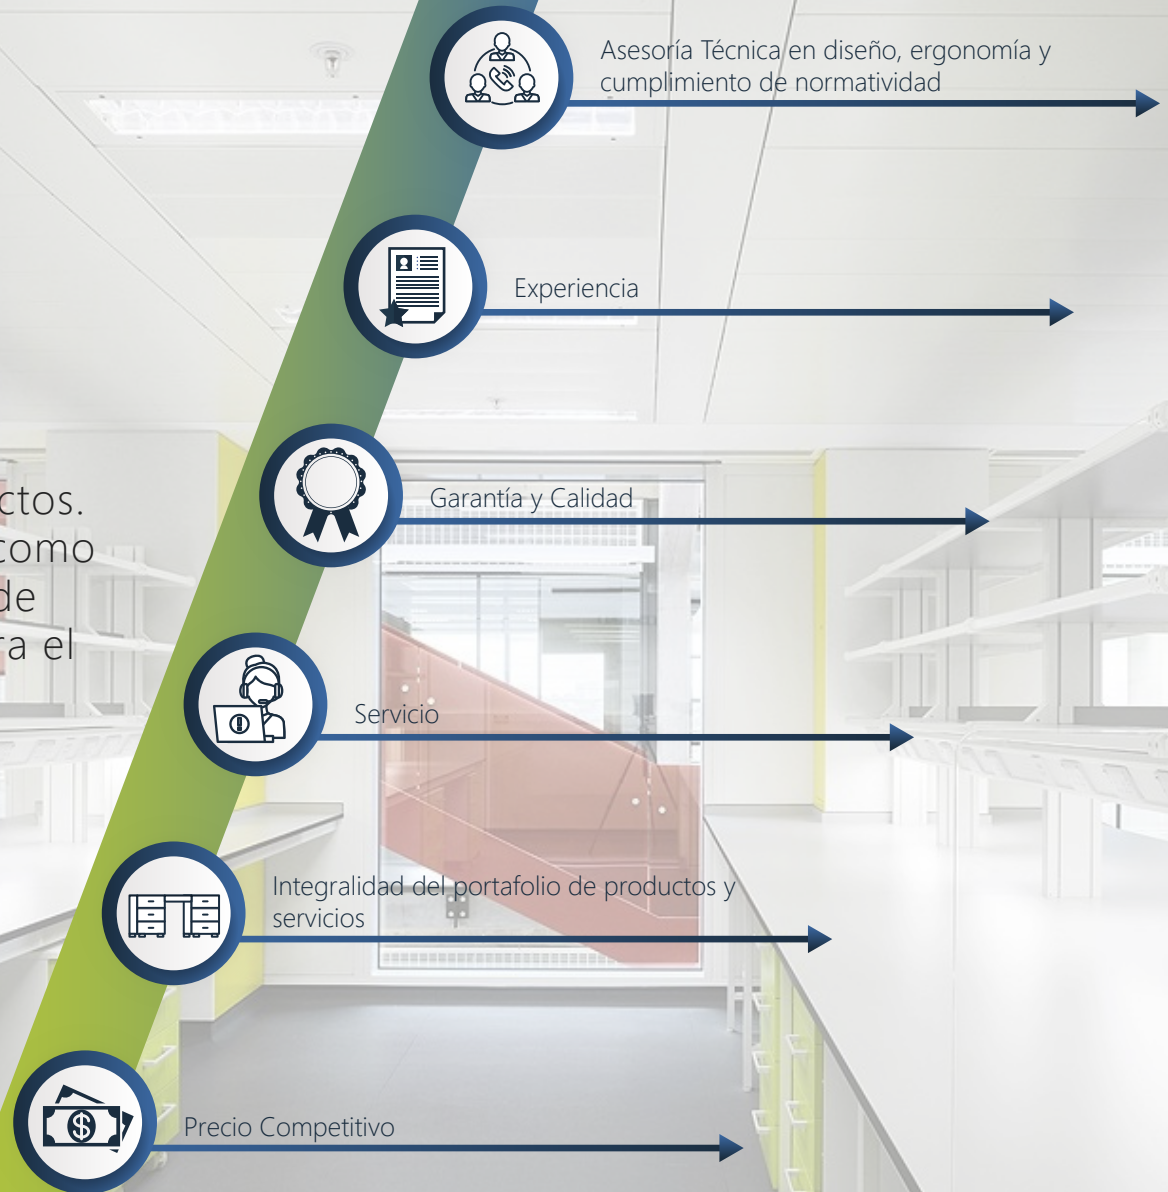 Asesoría Técnica en diseño, ergonomía y
cumplimiento de normatividad
Experiencia
Garantía y Calidad
como
de
el
Servicio
Integralidad del portafolio de productos y
servicios
Precio Competitivo